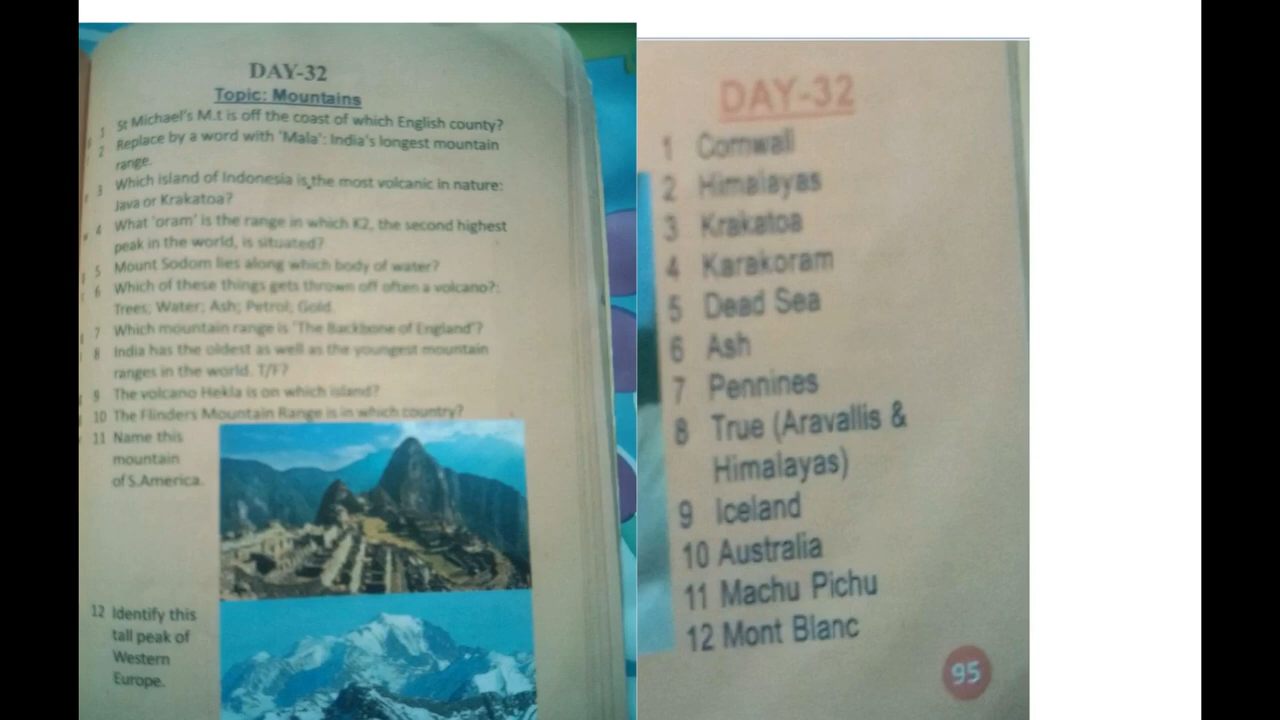 DAY-32
Topic: Mountains
1 St Michael's M.t is off the coast of which English county?
2 Replace by a word with 'Mala': India's longest mountain
range.
3 Which island of Indonesia is the most volcanic in nature:
Java or Krakatoa?
4 What 'oram' is the range in which K2, the second highest
peak in the world, is situated?
5 Mount Sodom lies along which body of water?
6 Which of these things gets thrown off often a volcano?:
Trees; Water; Ash; Petrol; Gold.
7 Which mountain range is 'The Backbone of England'?
8 India has the oldest as well as the youngest mountain
ranges in the world. T/F?
9 The volcano Hekla is on which island?
10 The Flinders Mountain Range is in which country?
11 Name this
mountain
of S.America.
12 Identify this
tall peak of
Western
Europe.
DAY-32
1 Cornwall
2 Himalayas
3 Krakatoa
4 Karakoram
5 Dead Sea
6 Ash
7 Pennines
8 True (Aravallis &
Himalayas)
9 Iceland
10 Australia
11 Machu Pichu
12 Mont Blanc
95